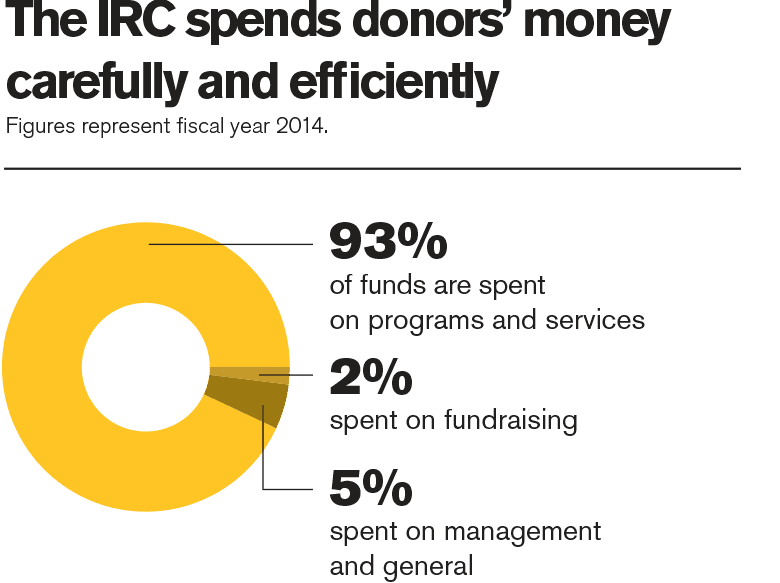 The IRC spends donors’ money
carefully and efficiently
Figures represent fiscal year 2014.
93%
of funds are spent
on programs and services
2%
spent on fundraising
5%
spent on management
and general